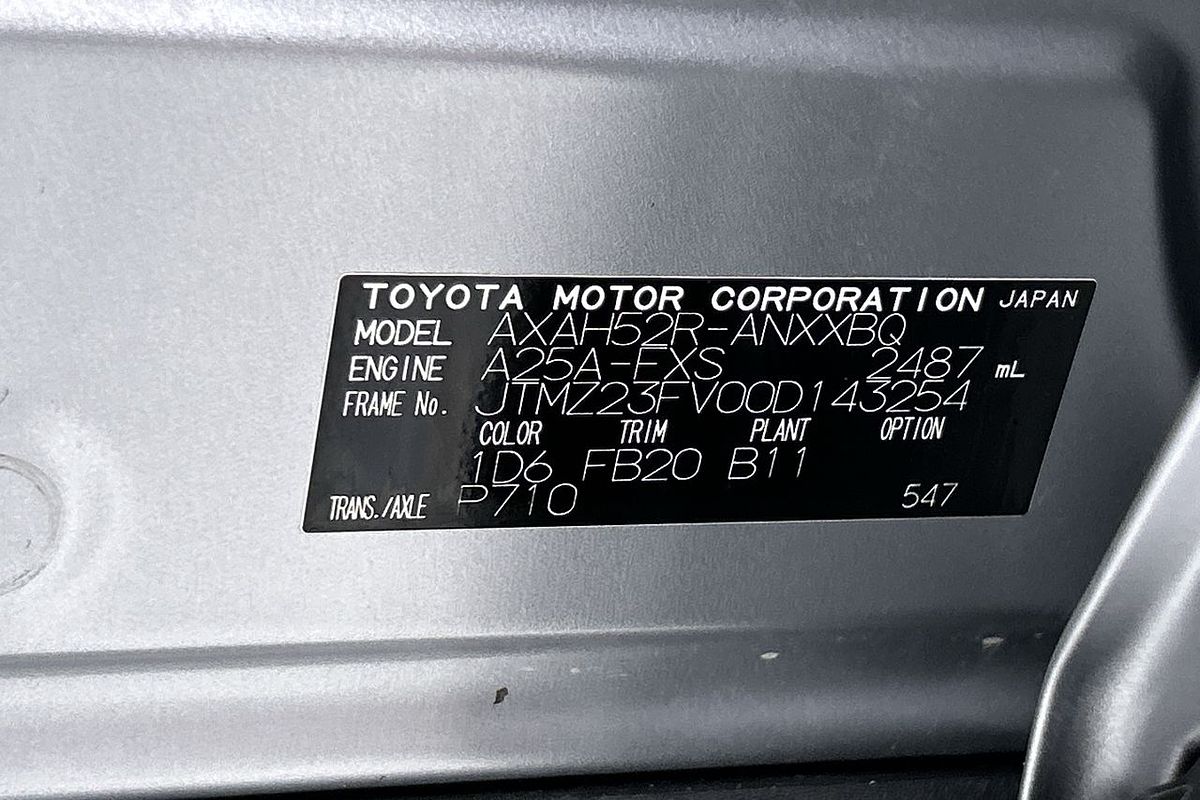 TOYOTA MOTOR CORPORATION JAPAN
MODEL AXAH52R-ANXXBQ
ENGINE A25A-FXS 2487 mL
FRAME No. JTMZ23FV00D143254
COLOR TRIM PLANT OPTION
1D6 FB20 B11
TRANS./AXLE P710 547